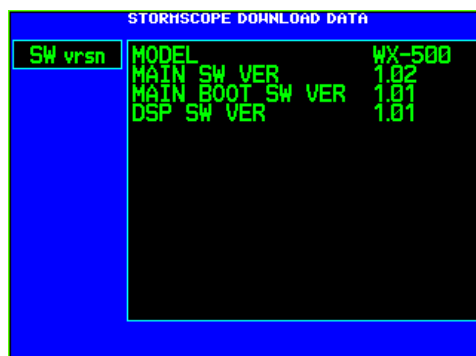 STORMSCOPE DOWNLOAD DATA
SW vrsn
MODEL WX-500
MAIN SW VER 1.02
MAIN BOOT SW VER 1.01
DSP SW VER 1.01